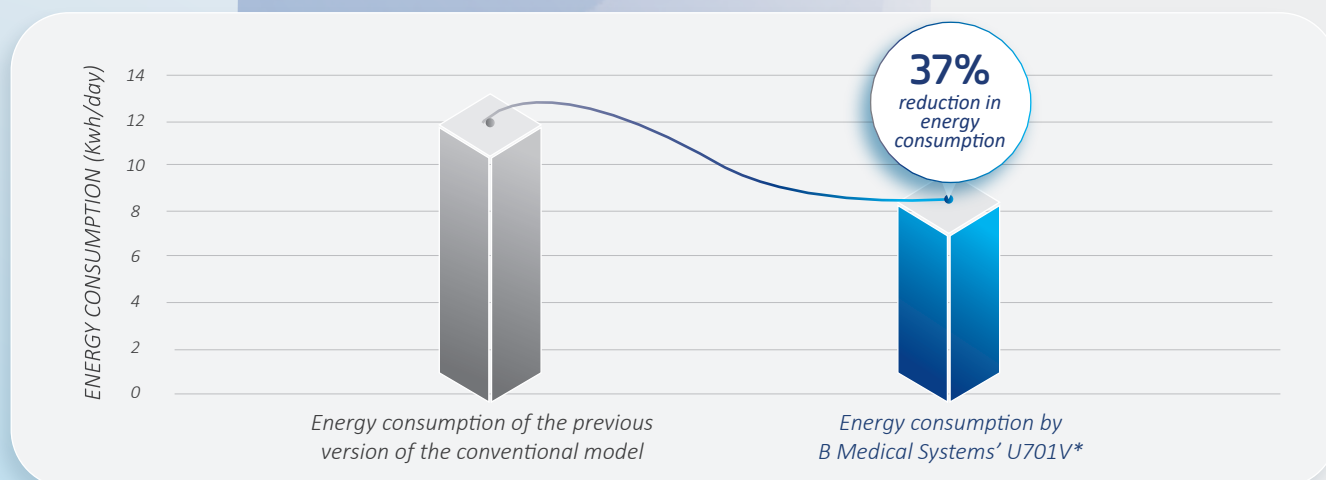 ENERGY CONSUMPTION (Kwh/day)
14
12
10
8
6
4
2
0
37%
reduction in
energy
consumption
Energy consumption of the previous
version of the conventional model
Energy consumption by
B Medical Systems’ U701V*